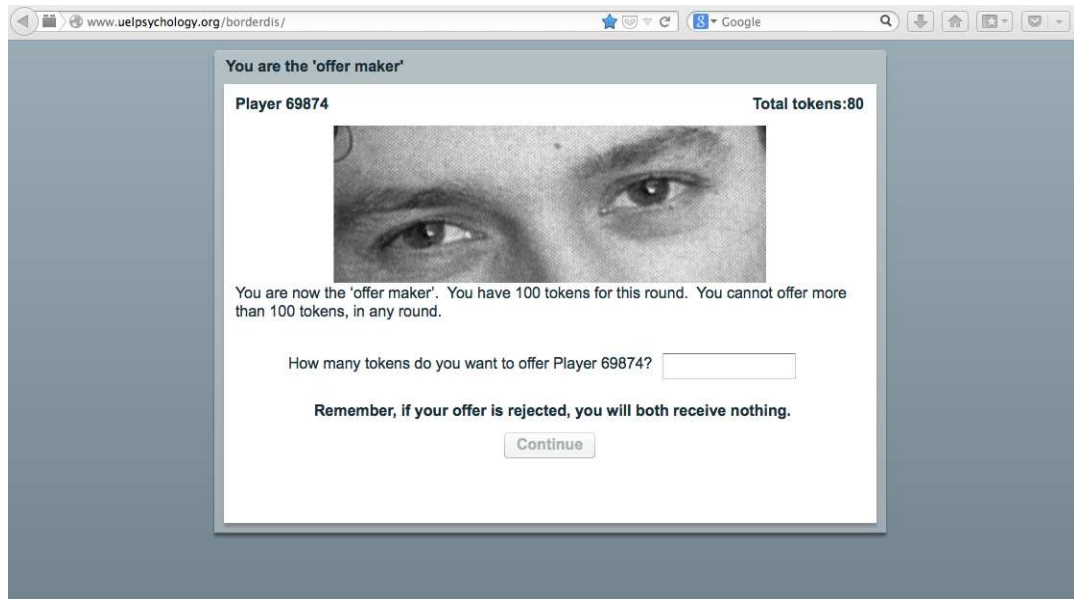 www.uelpsychology.org/borderdis/
Google
You are the 'offer maker'
Player 69874
Total tokens:80
You are now the 'offer maker'.  You have 100 tokens for this round.  You cannot offer more
than 100 tokens, in any round.
How many tokens do you want to offer Player 69874?
Remember, if your offer is rejected, you will both receive nothing.
Continue